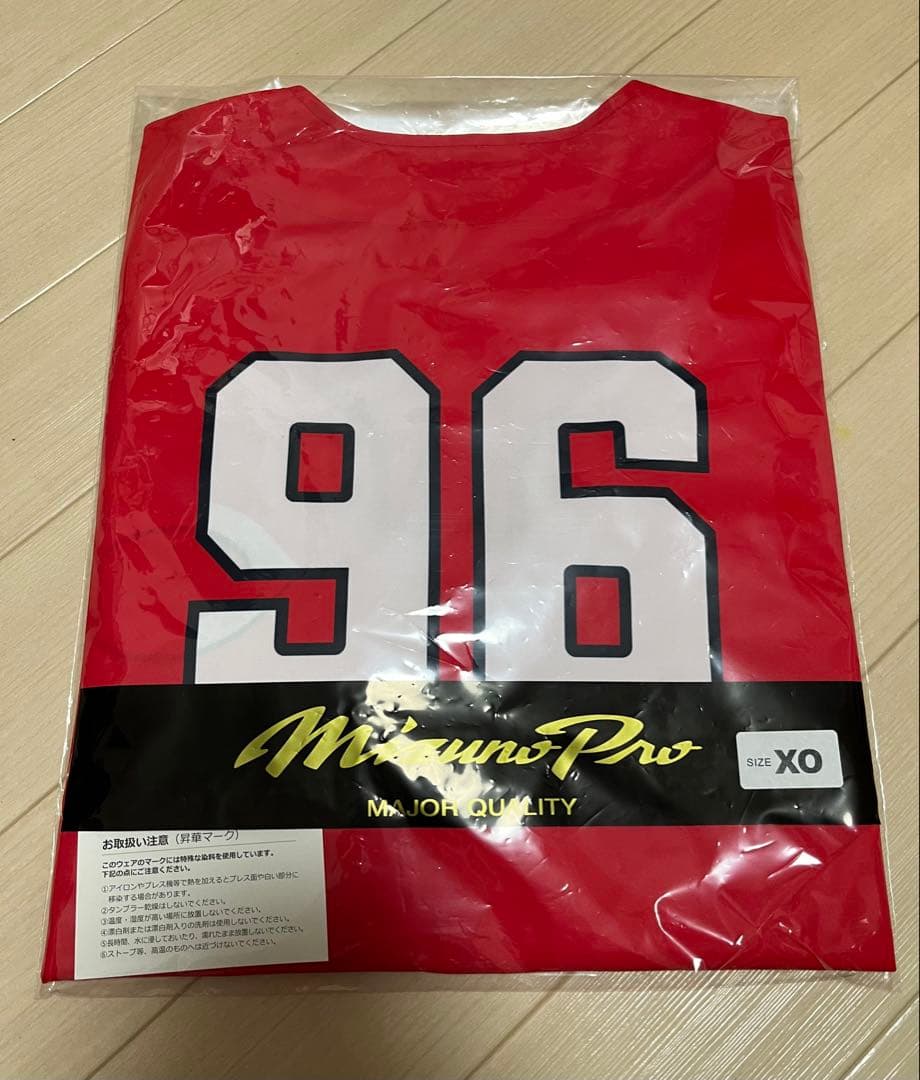 96
Mizuno Pro
SIZE XO
MAJOR QUALITY
お取扱い注意（昇華マーク）
このウェアのマークには特殊な染料を使用しています。
下記の点にご注意ください。
①アイロンやプレス機等で熱を加えるとプレス面や白い部分に
移染する場合があります。
②タンブラー乾燥はしないでください。
③温度・湿度が高い場所に放置しないでください。
④漂白剤または漂白剤入りの洗剤は使用しないでください。
⑤長時間、水に浸しておいたり、濡れたまま放置しないでください。
⑥ストーブ等、高温のものへは近づけないでください。